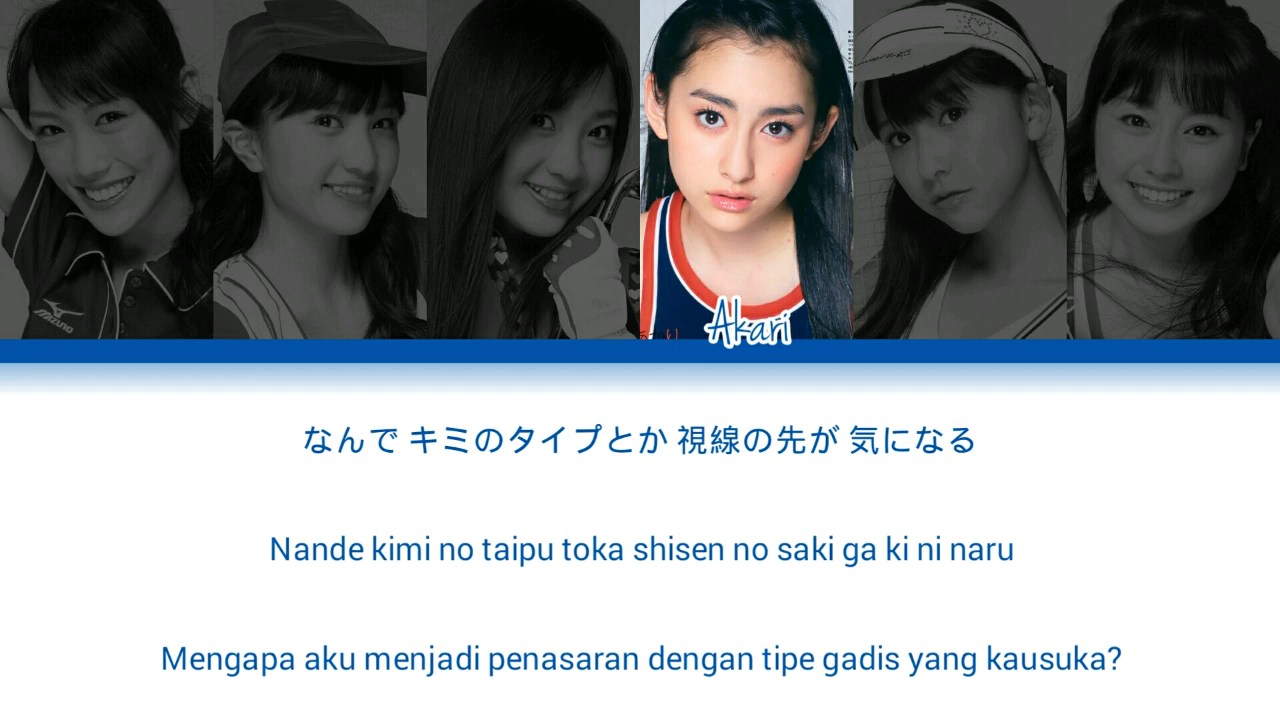 MIZUNO
Akari
なんで キミのタイプとか 視線の先が 気になる
Nande kimi no taipu toka shisen no saki ga ki ni naru
Mengapa aku menjadi penasaran dengan tipe gadis yang kausuka?